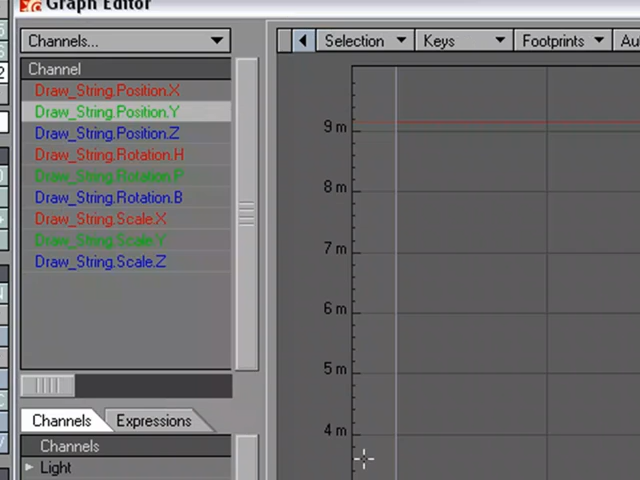 Graph Editor
Channels...
Selection
Keys
Footprints
Au
Channel
Draw_String.Position.X
Draw_String.Position.Y
Draw_String.Position.Z
Draw_String.Rotation.H
Draw_String.Rotation.P
Draw_String.Rotation.B
Draw_String.Scale.X
Draw_String.Scale.Y
Draw_String.Scale.Z
9 m
8 m
7 m
6 m
5 m
4 m
Channels
Expressions
Channels
Light